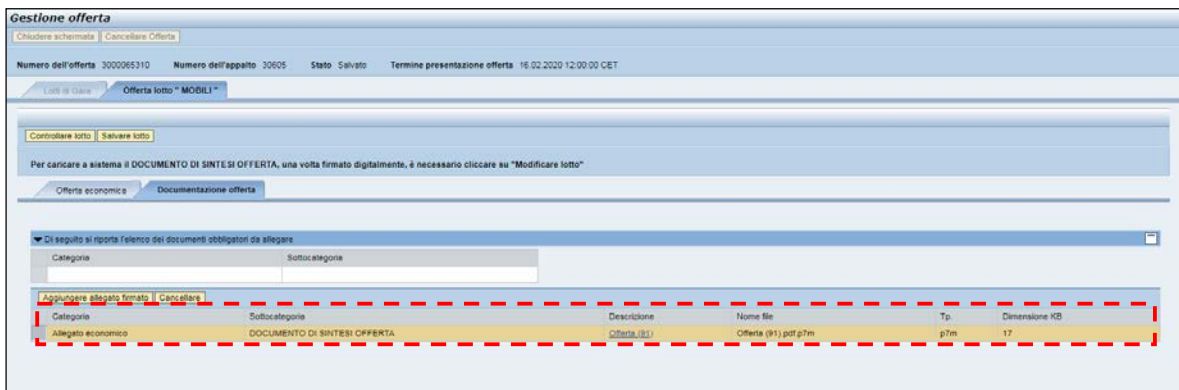 Gestione offerta
Chiudere schermata Cancellare Offerta
Numero dell'offerta 3000065310 Numero dell'appalto 30605 Stato Salvato Termine presentazione offerta 16.02.2020 12:00:00 CET
Lotti di Gara Offerta lotto " MOBILI "
Controllare lotto Salvare lotto
Per caricare a sistema il DOCUMENTO DI SINTESI OFFERTA, una volta firmato digitalmente, è necessario cliccare su "Modificare lotto"
Offerta economica Documentazione offerta
Di seguito si riporta l'elenco dei documenti obbligatori da allegare
Categoria Sottocategoria
Aggiungere allegato firmato Cancellare
Categoria Sottocategoria Descrizione Nome file Tp. Dimensione KB
Allegato economico DOCUMENTO DI SINTESI OFFERTA Offerta (91) Offerta (91).pdf.p7m p7m 17